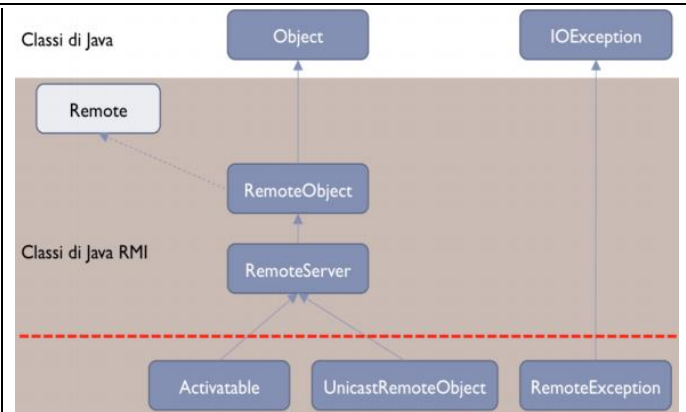 Classi di Java
Object
IOException
Remote
RemoteObject
Classi di Java RMI
RemoteServer
Activatable
UnicastRemoteObject
RemoteException